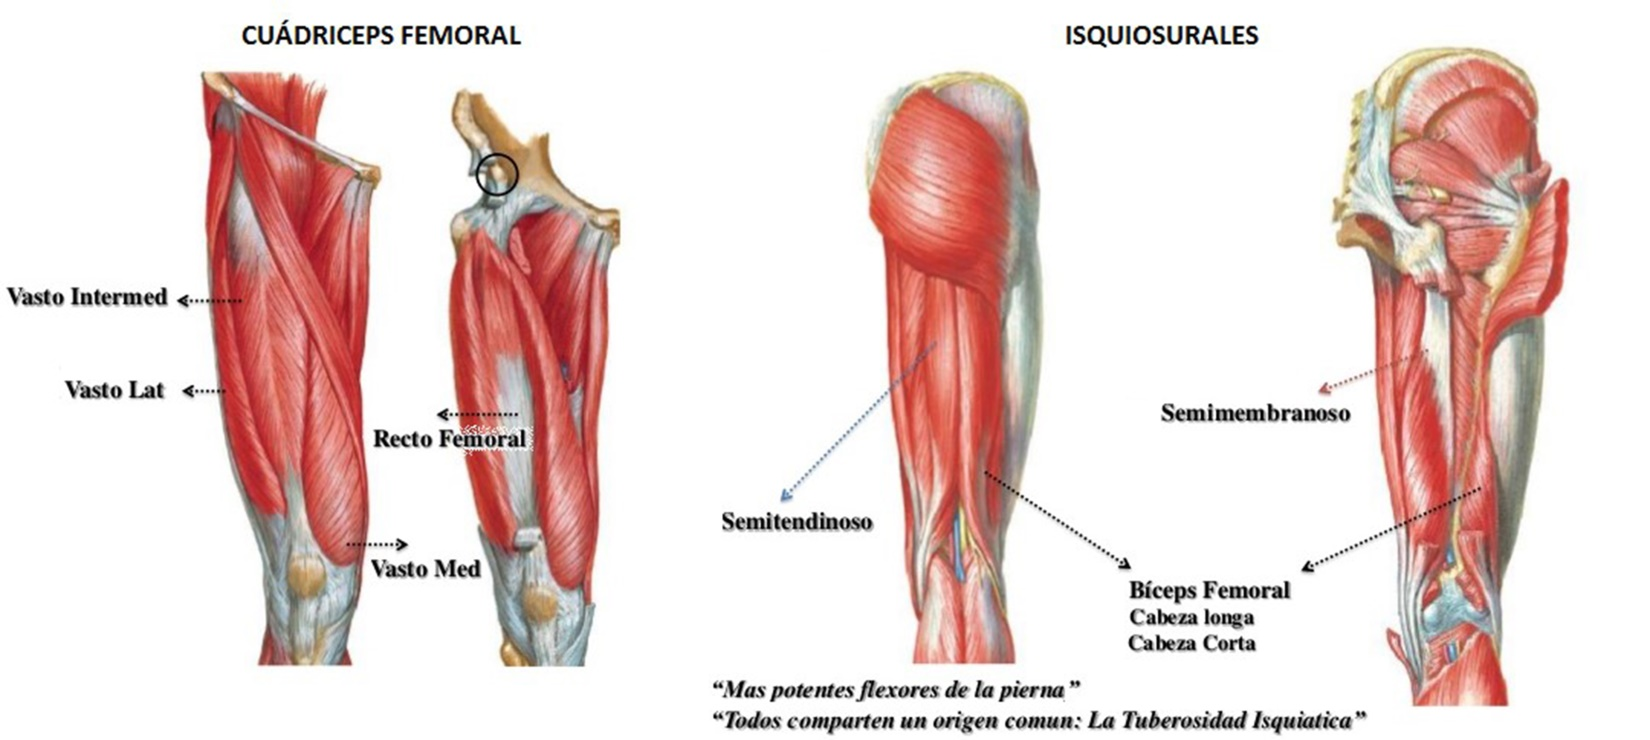 CUÁDRICEPS FEMORAL
Vasto Intermed
Vasto Lat
Recto Femoral
Vasto Med
ISQUIOSURALES
Semitendinoso
Semimembranoso
Bíceps Femoral
Cabeza longa
Cabeza Corta
“Mas potentes flexores de la pierna”
“Todos comparten un origen comun: La Tuberosidad Isquiatica”